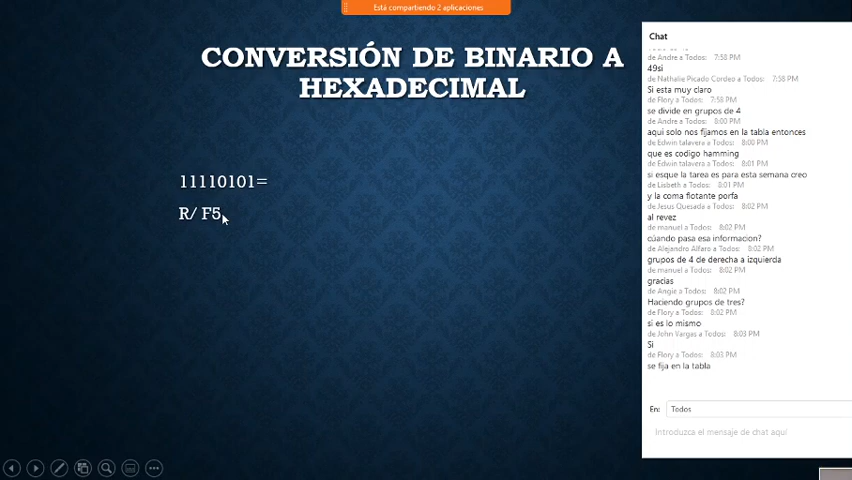 Está compartiendo 2 aplicaciones
CONVERSIÓN DE BINARIO A
HEXADECIMAL
11110101=
R/ F5
Chat
de Andre a Todos: 7:58 PM
49si
de Nathalie Picado Cordeo a Todos: 7:58 PM
Si esta muy claro
de Flory a Todos: 7:58 PM
se divide en grupos de 4
de Andre a Todos: 8:00 PM
aqui solo nos fijamos en la tabla entonces
de Edwin talavera a Todos: 8:00 PM
que es codigo hamming
de Edwin talavera a Todos: 8:01 PM
si esque la tarea es para esta semana creo
de Lisbeth a Todos: 8:01 PM
y la coma flotante porfa
de Jesus Quesada a Todos: 8:02 PM
al revez
de manuel a Todos: 8:02 PM
cúando pasa esa informacion?
de Alejandro Alfaro a Todos: 8:02 PM
grupos de 4 de derecha a izquierda
de manuel a Todos: 8:02 PM
gracias
de Angie a Todos: 8:02 PM
Haciendo grupos de tres?
de Flory a Todos: 8:02 PM
si es lo mismo
de John Vargas a Todos: 8:03 PM
Si
de Flory a Todos: 8:03 PM
se fija en la tabla
En: Todos
Introduzca el mensaje de chat aquí